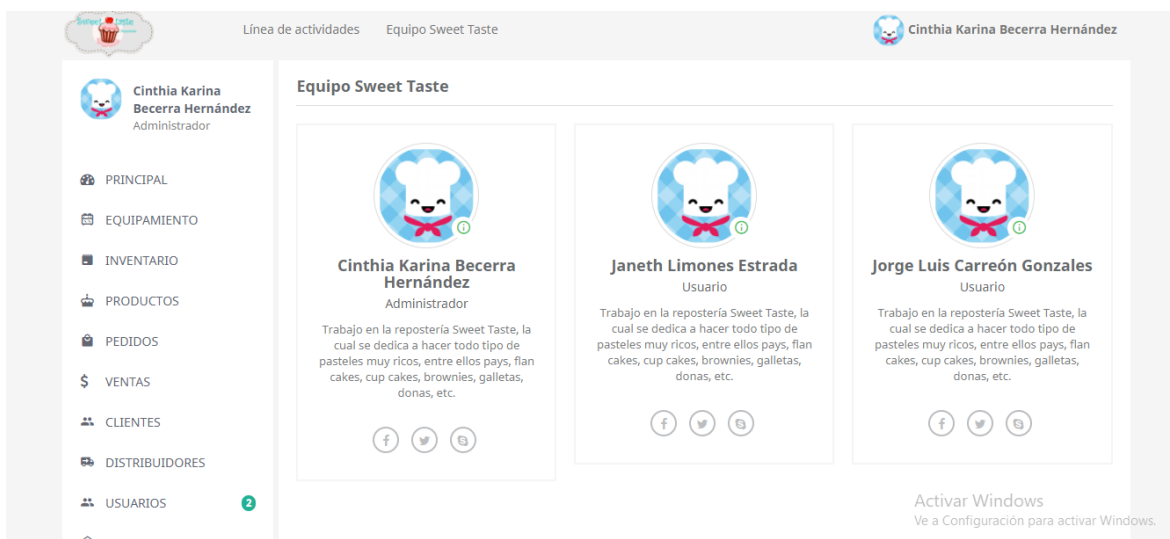 Sweet Taste
Línea de actividades
Equipo Sweet Taste
Cinthia Karina Becerra Hernández
Cinthia Karina
Becerra Hernández
Administrador
PRINCIPAL
EQUIPAMIENTO
INVENTARIO
PRODUCTOS
PEDIDOS
$ VENTAS
CLIENTES
DISTRIBUIDORES
USUARIOS 2
Equipo Sweet Taste
Cinthia Karina Becerra
Hernández
Administrador
Trabajo en la repostería Sweet Taste, la
cual se dedica a hacer todo tipo de
pasteles muy ricos, entre ellos pays, flan
cakes, cup cakes, brownies, galletas,
donas, etc.
Janeth Limones Estrada
Usuario
Trabajo en la repostería Sweet Taste, la
cual se dedica a hacer todo tipo de
pasteles muy ricos, entre ellos pays, flan
cakes, cup cakes, brownies, galletas,
donas, etc.
Jorge Luis Carreón Gonzales
Usuario
Trabajo en la repostería Sweet Taste, la
cual se dedica a hacer todo tipo de
pasteles muy ricos, entre ellos pays, flan
cakes, cup cakes, brownies, galletas,
donas, etc.
Activar Windows
Ve a Configuración para activar Windows.